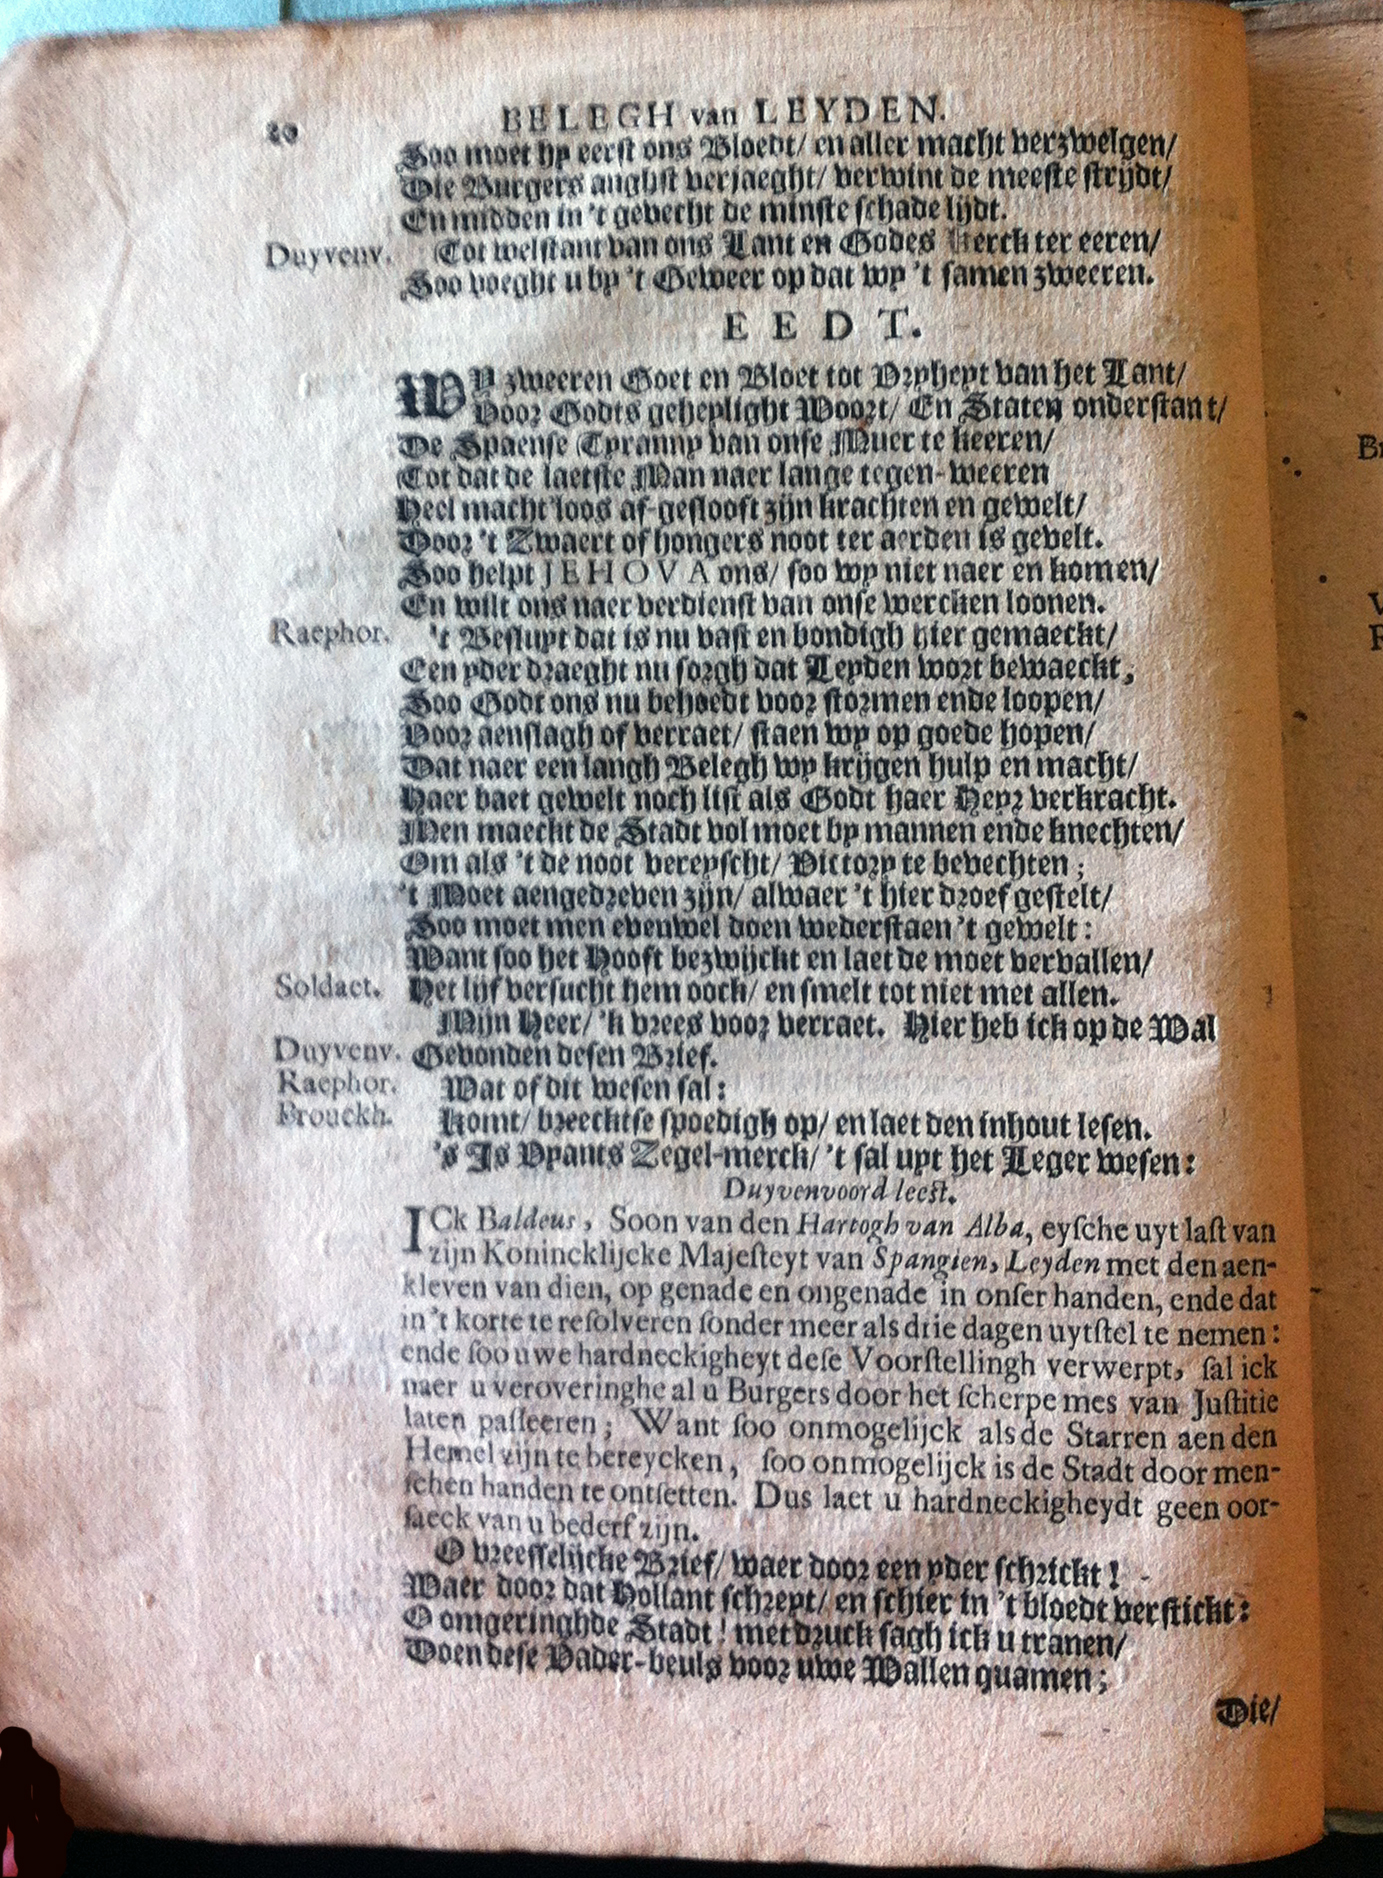 20 BELEGH van LEYDEN.
Soo moet hy eerst ons Bloedt/ en aller macht verzwelgen/
Die Burgers anghst verjaeght/ verwint de meeste strijdt/
En midden in 't gevecht de minste schade lijdt.
Duyvenv. Tot welstant van ons Lant en Godes Kerck ter eeren/
Soo voeght u by 't Geweer op dat wy 't samen zweeren.
EEDT.
WY zweeren Goet en Bloet tot Vryheyt van het Lant/
Voor Godts geheylight Woort/ En Staten onderstant/
De Spaense Tyranny van onse Muer te keeren/
Tot dat de laetste Man naer lange tegen-weeren
Heel macht'loos af-geslooft zijn krachten en gewelt/
Door 't Zwaert of hongers noot ter aerden is gevelt.
Soo helpt JEHOVA ons/ soo wy niet naer en komen/
En wilt ons naer verdienst van onse wercken loonen.
Raephor. 't Besluyt dat is nu vast en bondigh hier gemaeckt/
Een yder draeght nu sorgh dat Leyden wort bewaeckt,
Soo Godt ons nu behoedt voor stormen ende loopen/
Voor aenslagh of verraet/ staen wy op goede hopen/
Dat naer een langh Belegh wy krijgen hulp en macht/
Haer baet gewelt noch list als Godt haer Heyr verkracht.
Men maeckt de Stadt vol moet by mannen ende knechten/
Om als 't de noot vereyscht/ Victory te bevechten;
't Moet aengedreven zijn/ alwaer 't hier droef gestelt/
Soo moet men evenwel doen wederstaen 't gewelt:
Want soo het Hooft bezwijckt en laet de moet vervallen/
Soldaet. Het lijf versucht hem oock/ en smelt tot niet met allen.
Mijn Heer/ 'k vrees voor verraet. Hier heb ick op de Wal
Duyvenv. Gevonden desen Brief.
Raephor. Wat of dit wesen sal:
Brouckh. Komt/ breecktse spoedigh op/ en laet den inhout lesen.
's Is Vyants Zegel-merck/ 't sal uyt het Leger wesen:
Duyvenvoord leest.
ICk Baldeus, Soon van den Hartogh van Alba, eysche uyt last van
zijn Konincklijcke Majesteyt van Spangien, Leyden met den aen-
kleven van dien, op genade en ongenade in onser handen, ende dat
in 't korte te resolveren sonder meer als drie dagen uytstel te nemen:
ende soo uwe hardneckigheyt dese Voorstellingh verwerpt, sal ick
naer u veroveringhe al u Burgers door het scherpe mes van Justitie
laten passeeren; Want soo onmogelijck als de Starren aen den
Hemel zijn te bereycken, soo onmogelijck is de Stadt door men-
schen handen te ontsetten. Dus laet u hardneckigheydt geen oor-
saeck van u bederf zijn.
O vreesselijcke Brief/ waer door een yder schrickt!
Waer door dat Hollant schreyt/ en schier in 't bloedt verstickt:
O omgeringhde Stadt! met druck sagh ick u tranen/
Doen dese Vader-beuls voor uwe Wallen quamen;
Die/